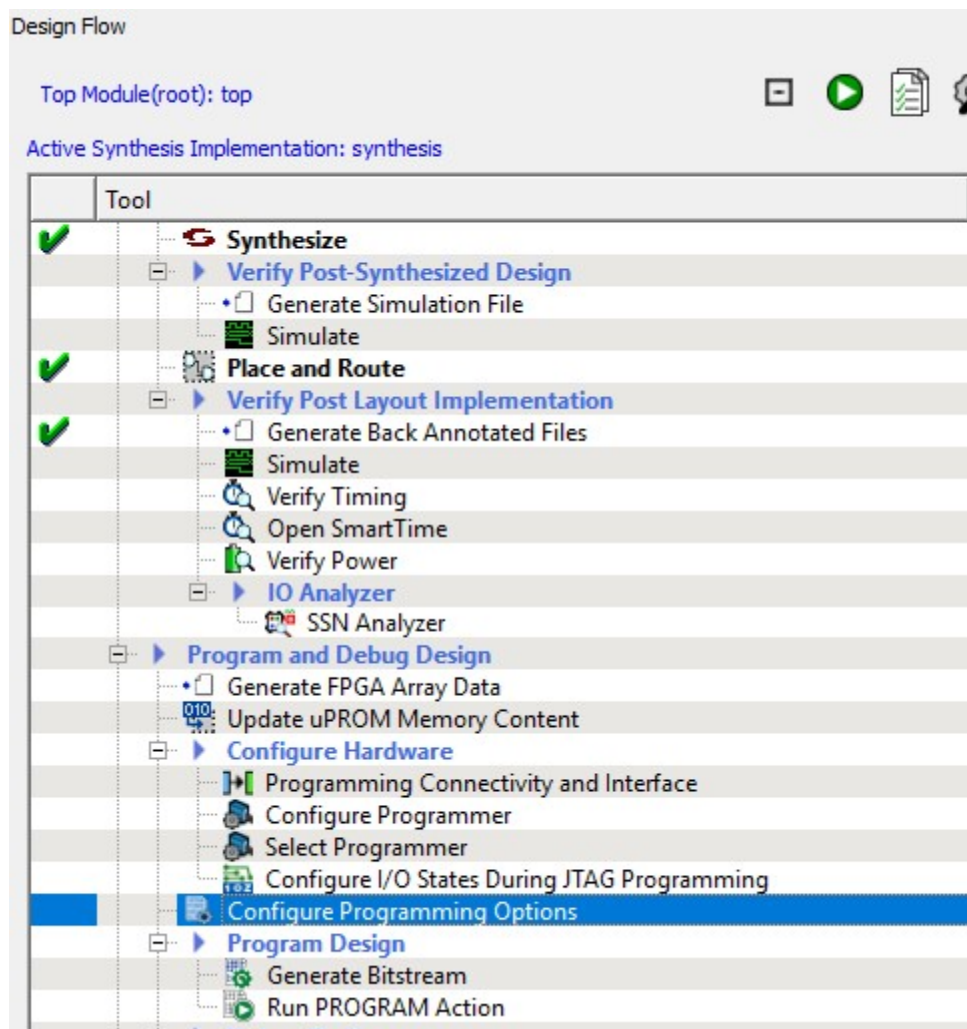 Design Flow
Top Module(root): top
Active Synthesis Implementation: synthesis
Tool
Synthesize
Verify Post-Synthesized Design
Generate Simulation File
Simulate
Place and Route
Verify Post Layout Implementation
Generate Back Annotated Files
Simulate
Verify Timing
Open SmartTime
Verify Power
IO Analyzer
SSN Analyzer
Program and Debug Design
Generate FPGA Array Data
Update uPROM Memory Content
Configure Hardware
Programming Connectivity and Interface
Configure Programmer
Select Programmer
Configure I/O States During JTAG Programming
Configure Programming Options
Program Design
Generate Bitstream
Run PROGRAM Action